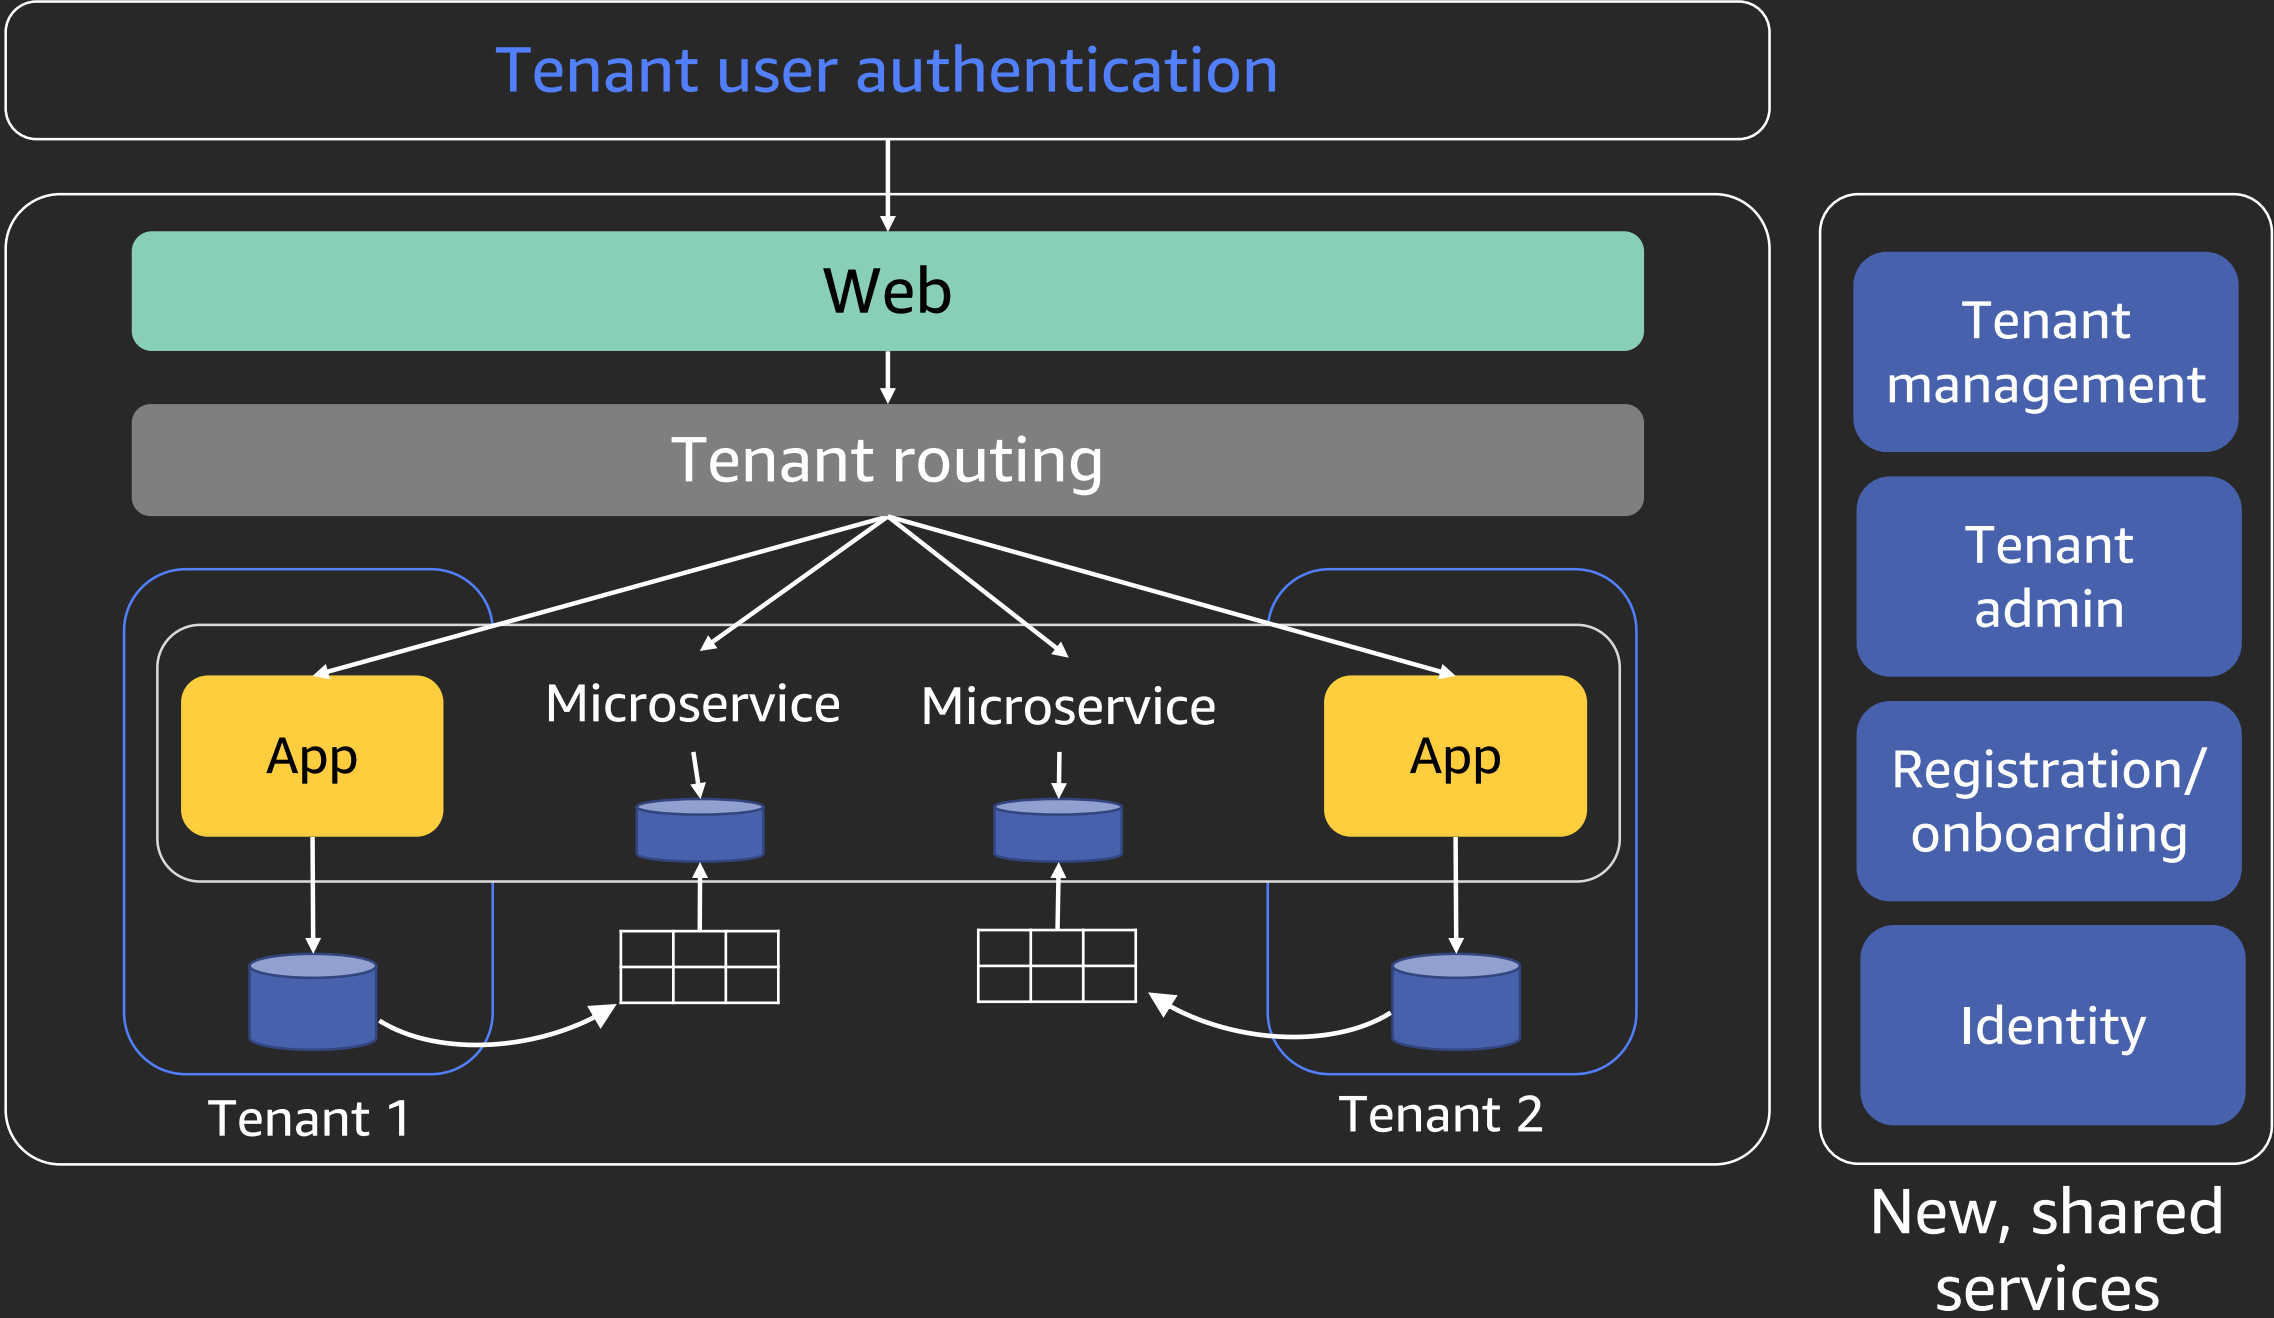 Tenant user authentication
Web
Tenant routing
App
Microservice
Microservice
App
Tenant 1
Tenant 2
Tenant
management
Tenant
admin
Registration/
onboarding
Identity
New, shared
services